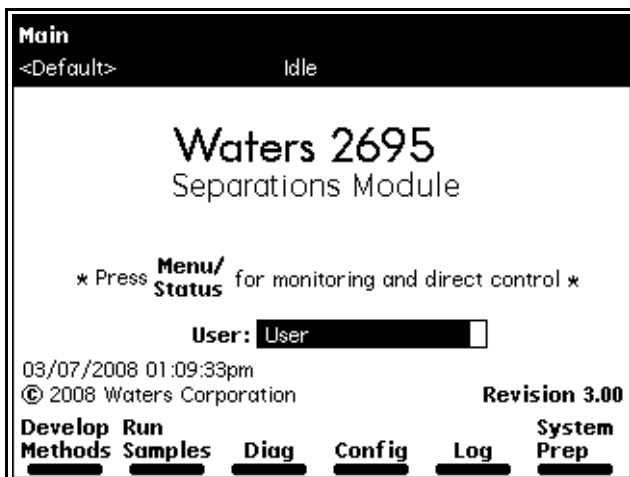 Main
<Default> Idle
Waters 2695
Separations Module
* Press Menu/Status for monitoring and direct control *
User: User
03/07/2008 01:09:33pm
© 2008 Waters Corporation Revision 3.00
Develop Methods Run Samples Diag Config Log System Prep